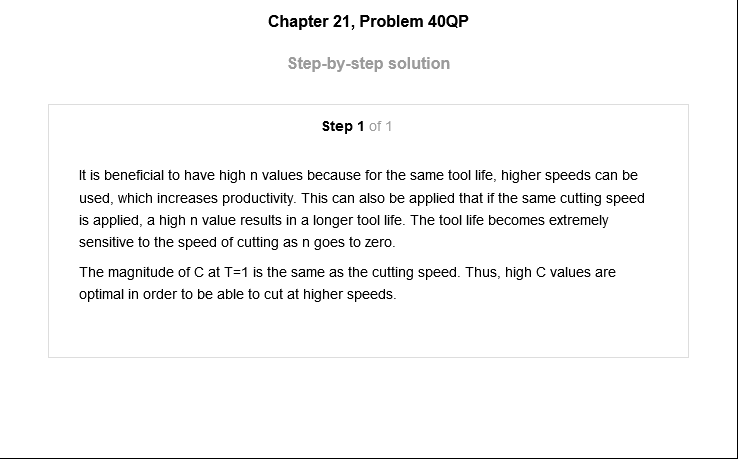 Chapter 21, Problem 40QP
Step-by-step solution
Step 1 of 1
It is beneficial to have high n values because for the same tool life, higher speeds can be
used, which increases productivity. This can also be applied that if the same cutting speed
is applied, a high n value results in a longer tool life. The tool life becomes extremely
sensitive to the speed of cutting as n goes to zero.
The magnitude of C at T=1 is the same as the cutting speed. Thus, high C values are
optimal in order to be able to cut at higher speeds.